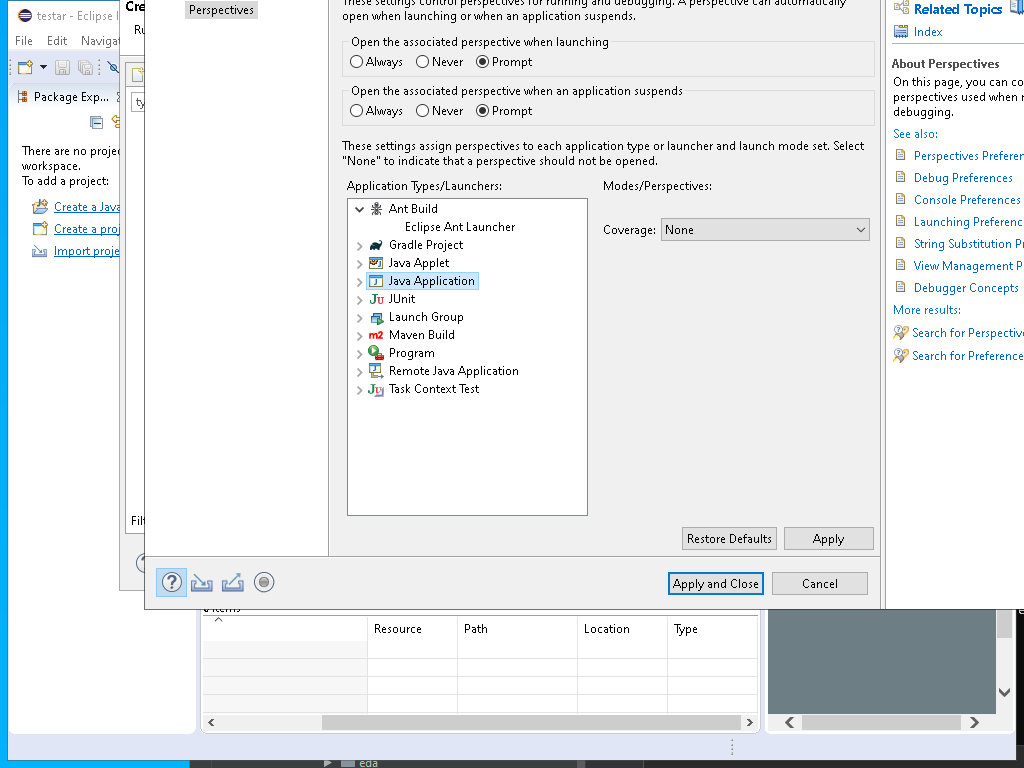 testar - Eclipse I
File Edit Navigat
Package Exp...
There are no proje
workspace.
To add a project:
Create a Java
Create a proj
Import proje
Cre
Ru
ty
Filt
Perspectives
These settings control perspectives for running and debugging. A perspective can automatically
open when launching or when an application suspends.
Open the associated perspective when launching
Always Never Prompt
Open the associated perspective when an application suspends
Always Never Prompt
These settings assign perspectives to each application type or launcher and launch mode set. Select
"None" to indicate that a perspective should not be opened.
Application Types/Launchers:
Modes/Perspectives:
Ant Build
Eclipse Ant Launcher
Gradle Project
Java Applet
Java Application
JUnit
Launch Group
Maven Build
Program
Remote Java Application
Task Context Test
Coverage: None
Restore Defaults Apply
Apply and Close Cancel
Related Topics
Index
About Perspectives
On this page, you can co
perspectives used when r
debugging.
See also:
Perspectives Preferen
Debug Preferences
Console Preferences
Launching Preferenc
String Substitution P
View Management P
Debugger Concepts
More results:
Search for Perspective
Search for Preference
items
Resource Path Location Type
eda